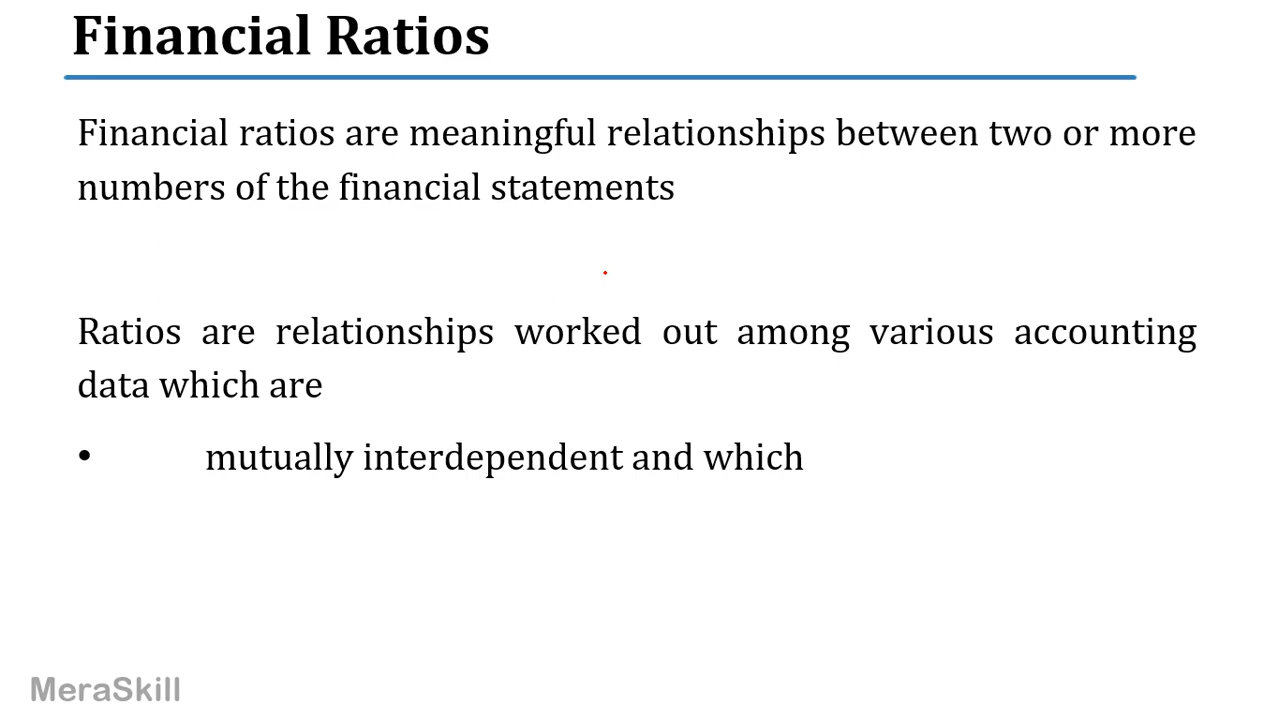 Financial Ratios
Financial ratios are meaningful relationships between two or more
numbers of the financial statements
Ratios are relationships worked out among various accounting
data which are
• mutually interdependent and which
MeraSkill